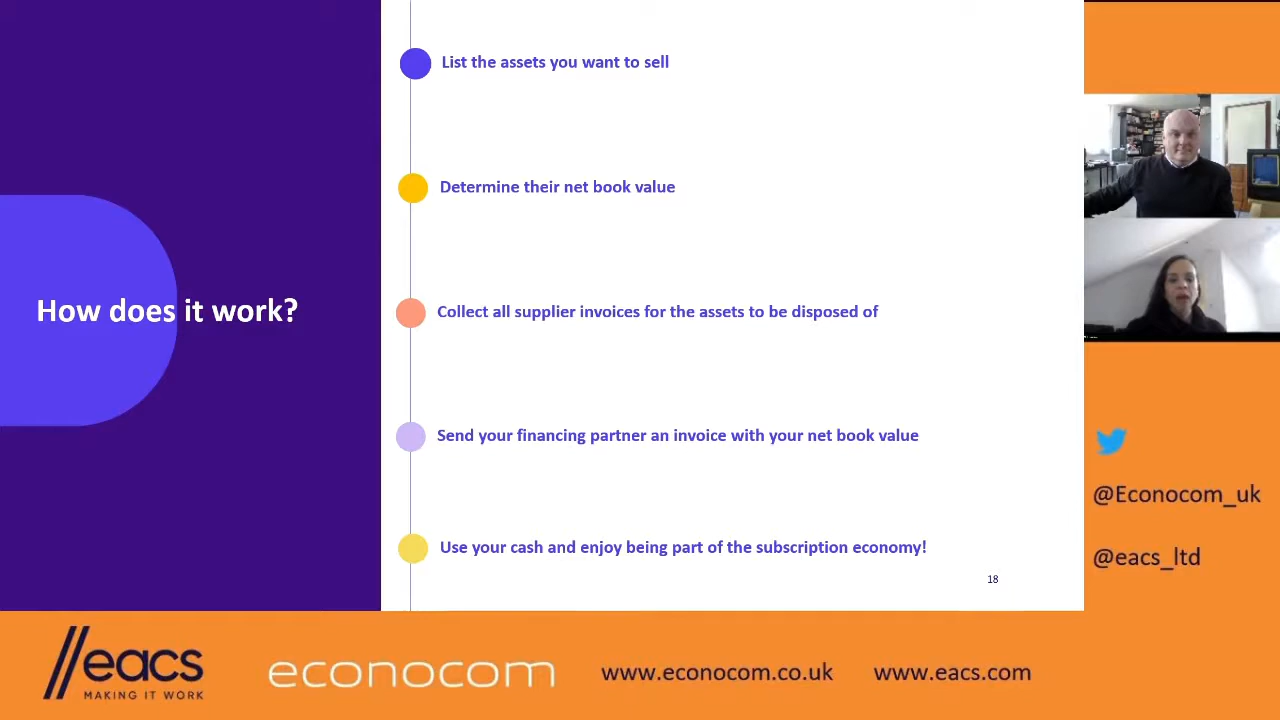 How does it work?
List the assets you want to sell
Determine their net book value
Collect all supplier invoices for the assets to be disposed of
Send your financing partner an invoice with your net book value
Use your cash and enjoy being part of the subscription economy!
18
@Econocom_uk
@eacs_ltd
//eacs
MAKING IT WORK
econocom
www.econocom.co.uk
www.eacs.com